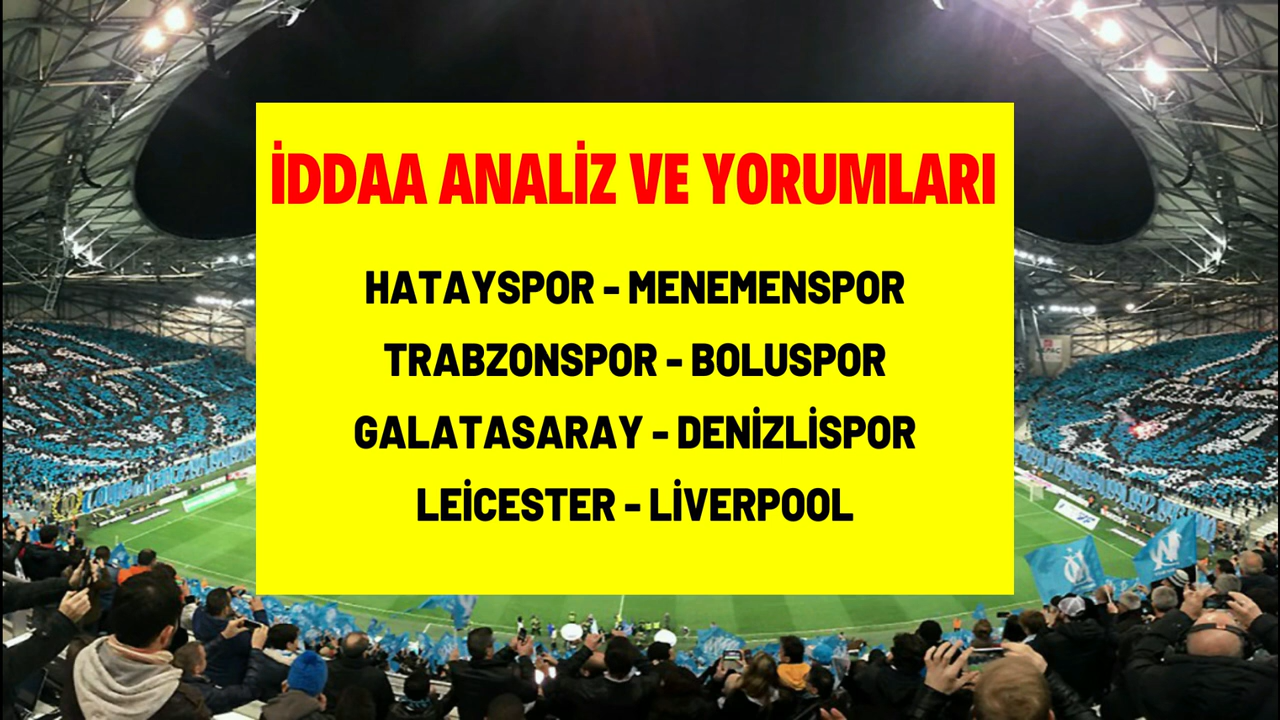 İDDAA ANALİZ VE YORUMLARI
HATAYSPOR - MENEMENSPOR
TRABZONSPOR - BOLUSPOR
GALATASARAY - DENİZLİSPOR
LEİCESTER - LİVERPOOL